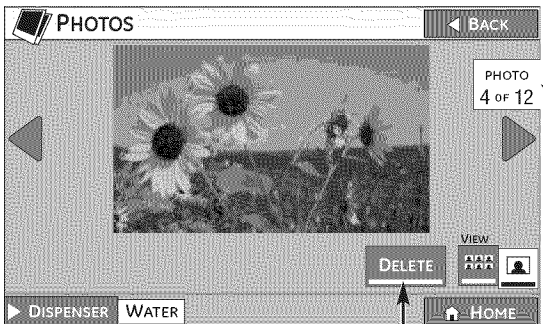 PHOTOS
BACK
PHOTO
4 OF 12
VIEW
DELETE
DISPENSER WATER
HOME